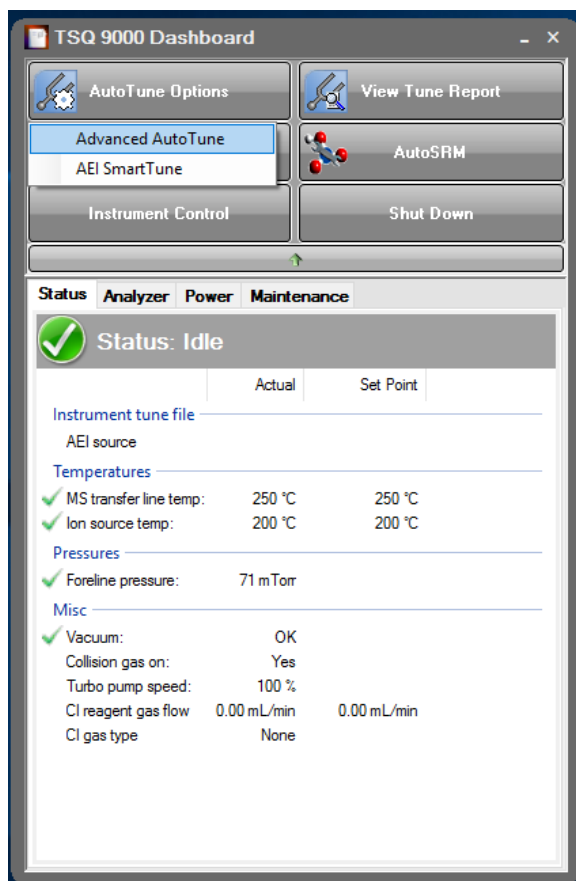 TSQ 9000 Dashboard
AutoTune Options
View Tune Report
Advanced AutoTune
AEI SmartTune
AutoSRM
Instrument Control
Shut Down
Status Analyzer Power Maintenance
Status: Idle
Actual Set Point
Instrument tune file
AEI source
Temperatures
MS transfer line temp: 250 °C 250 °C
Ion source temp: 200 °C 200 °C
Pressures
Foreline pressure: 71 mTorr
Misc
Vacuum: OK
Collision gas on: Yes
Turbo pump speed: 100 %
CI reagent gas flow 0.00 mL/min 0.00 mL/min
CI gas type None